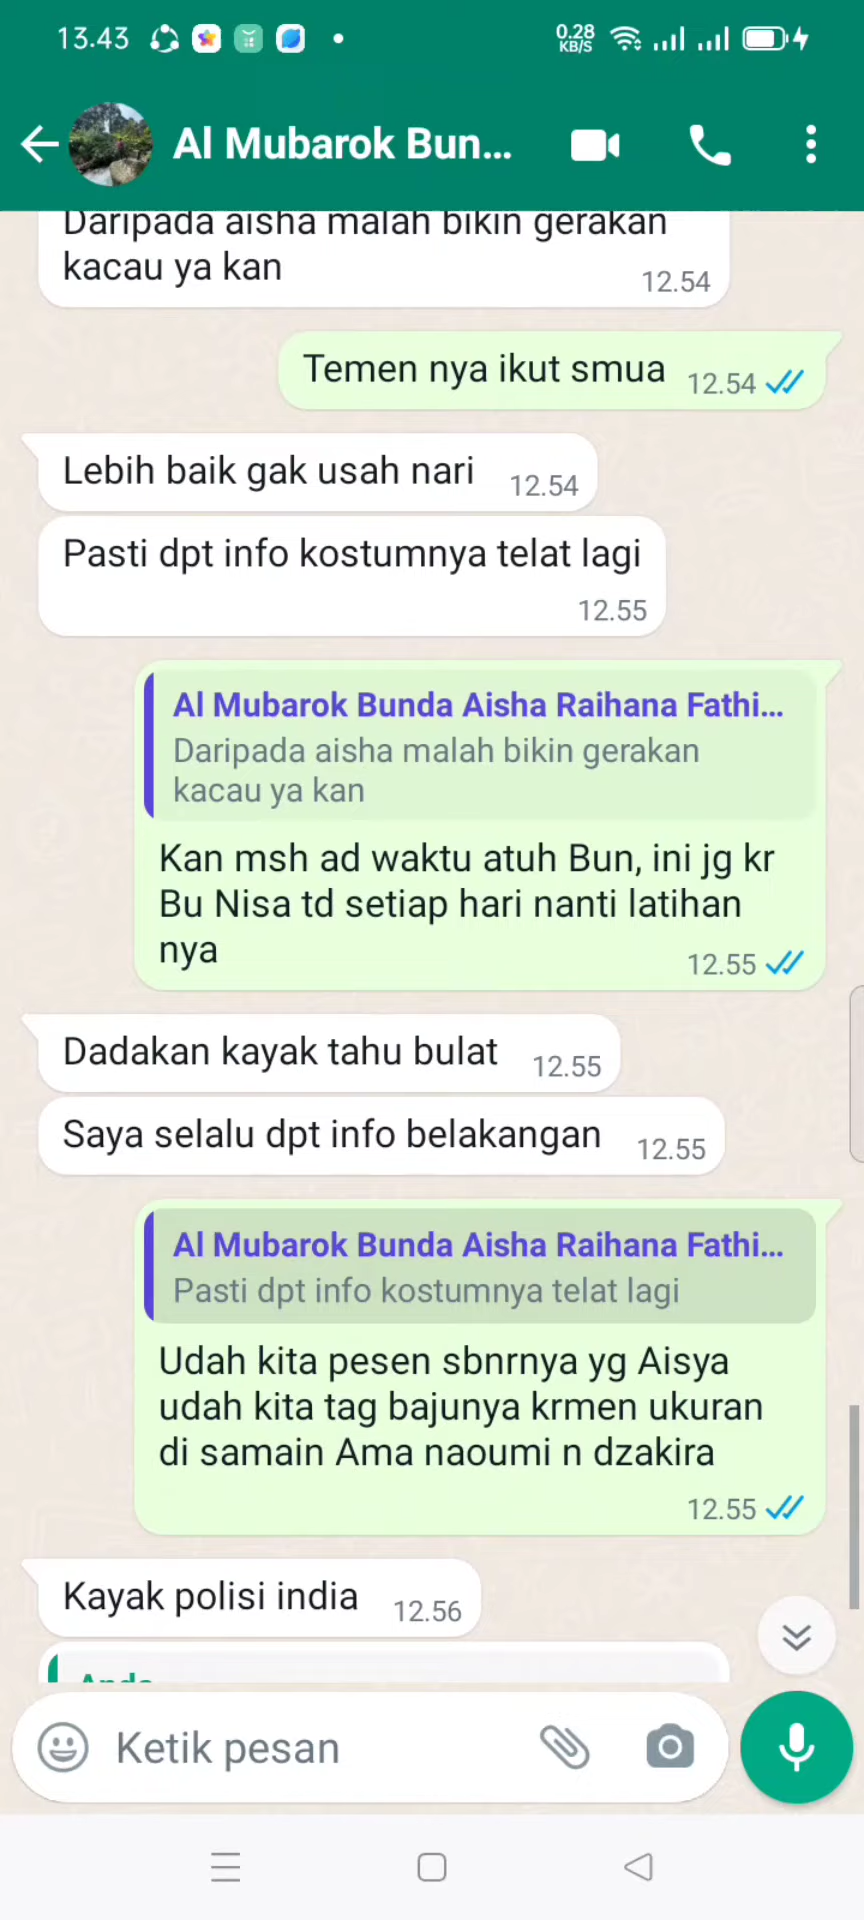 13.43
0.28
KB/S
Al Mubarok Bun...
Daripada aisha malah bikin gerakan
kacau ya kan
12.54
Temen nya ikut smua
12.54
Lebih baik gak usah nari
12.54
Pasti dpt info kostumnya telat lagi
12.55
Al Mubarok Bunda Aisha Raihana Fathi...
Daripada aisha malah bikin gerakan
kacau ya kan
Kan msh ad waktu atuh Bun, ini jg kr
Bu Nisa td setiap hari nanti latihan
nya
12.55
Dadakan kayak tahu bulat
12.55
Saya selalu dpt info belakangan
12.55
Al Mubarok Bunda Aisha Raihana Fathi...
Pasti dpt info kostumnya telat lagi
Udah kita pesen sbnrnya yg Aisya
udah kita tag bajunya krmen ukuran
di samain Ama naoumi n dzakira
12.55
Kayak polisi india
12.56
Anda
Ketik pesan